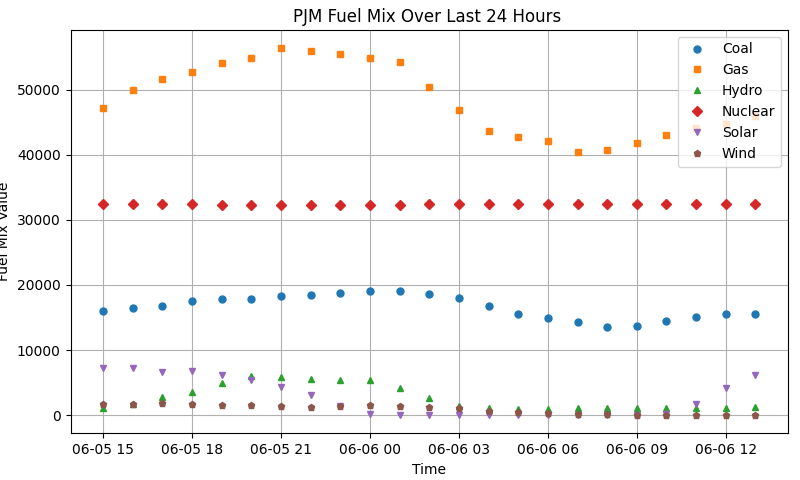 PJM Fuel Mix Over Last 24 Hours
Coal
Gas
Hydro
Nuclear
Solar
Wind
50000
40000
30000
20000
10000
0
Fuel Mix Value
06-05 15
06-05 18
06-05 21
06-06 00
06-06 03
06-06 06
06-06 09
06-06 12
Time